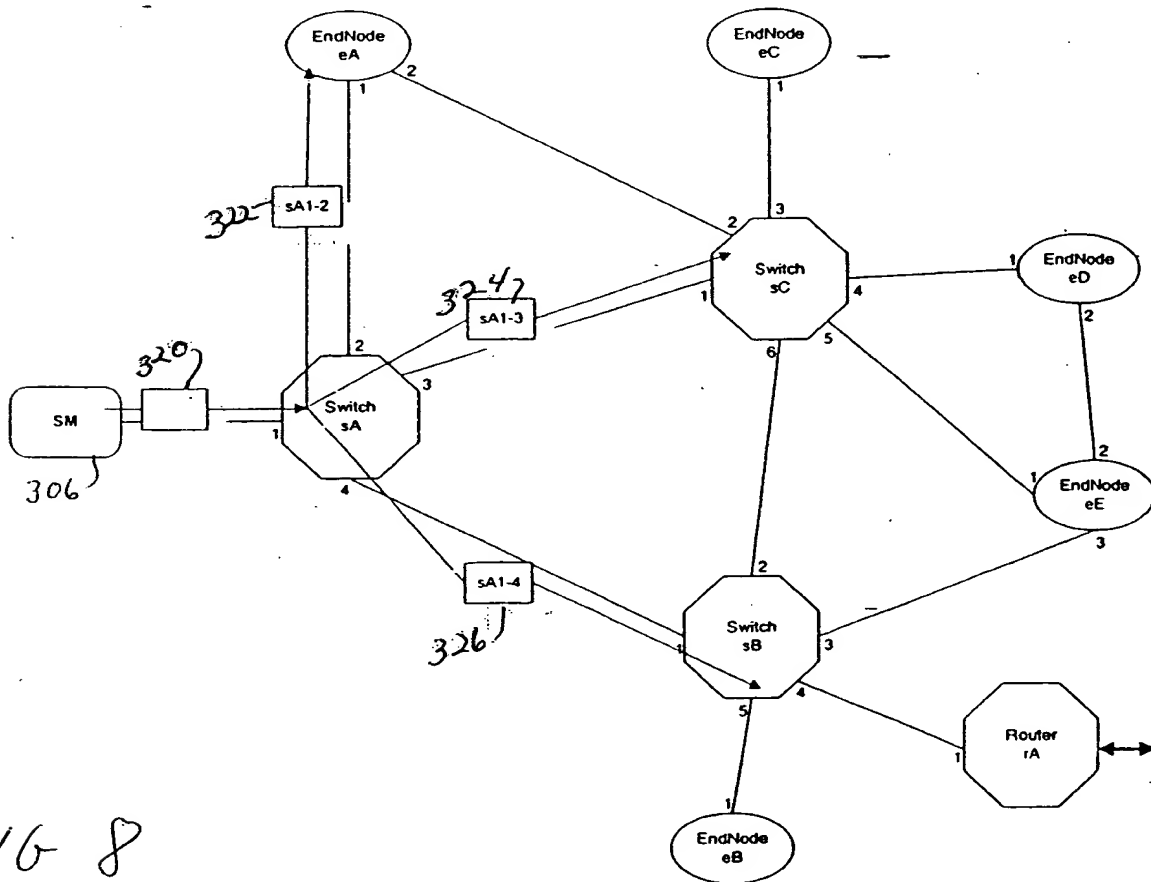 EndNode
eA
1
2
EndNode
eC
1
322
sA1-2
324
sA1-3
2
3
Switch
sC
1
4
5
6
1
EndNode
eD
2
320
SM
306
2
3
Switch
sA
1
4
2
1
EndNode
eE
3
sA1-4
326
2
Switch
sB
1
3
4
5
Router
rA
1
1
EndNode
eB
IG 8